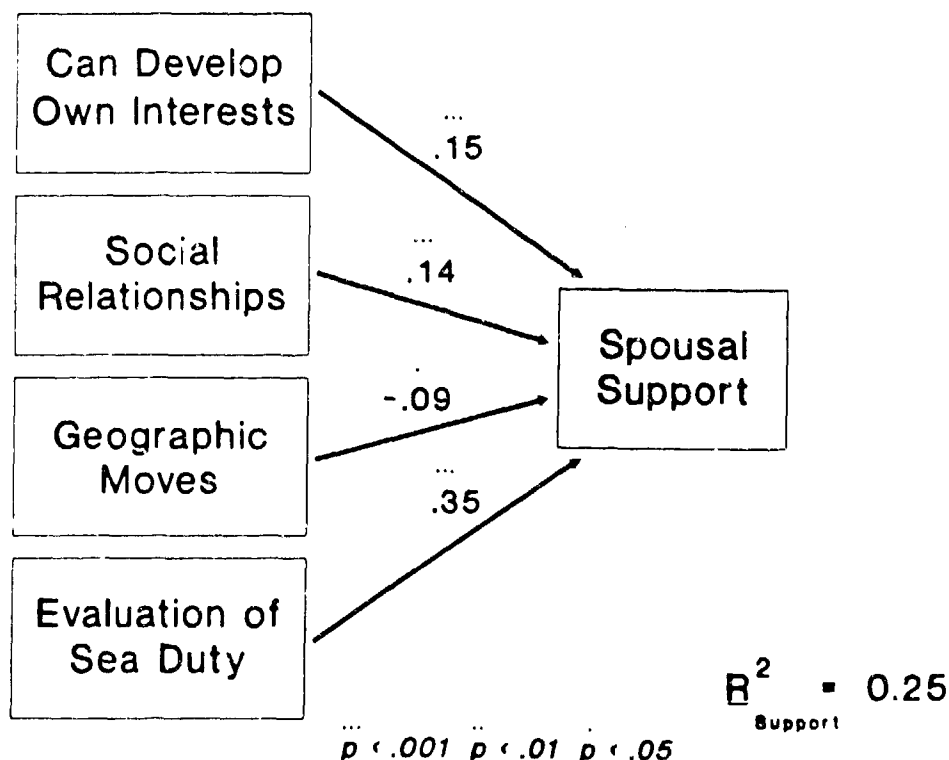 Can Develop
Own Interests
...
.15
Social
Relationships
...
.14
Spousal
Support
.
-.09
Geographic
Moves
...
.35
Evaluation of
Sea Duty
R² Support = 0.25
... p < .001 .. p < .01 . p < .05